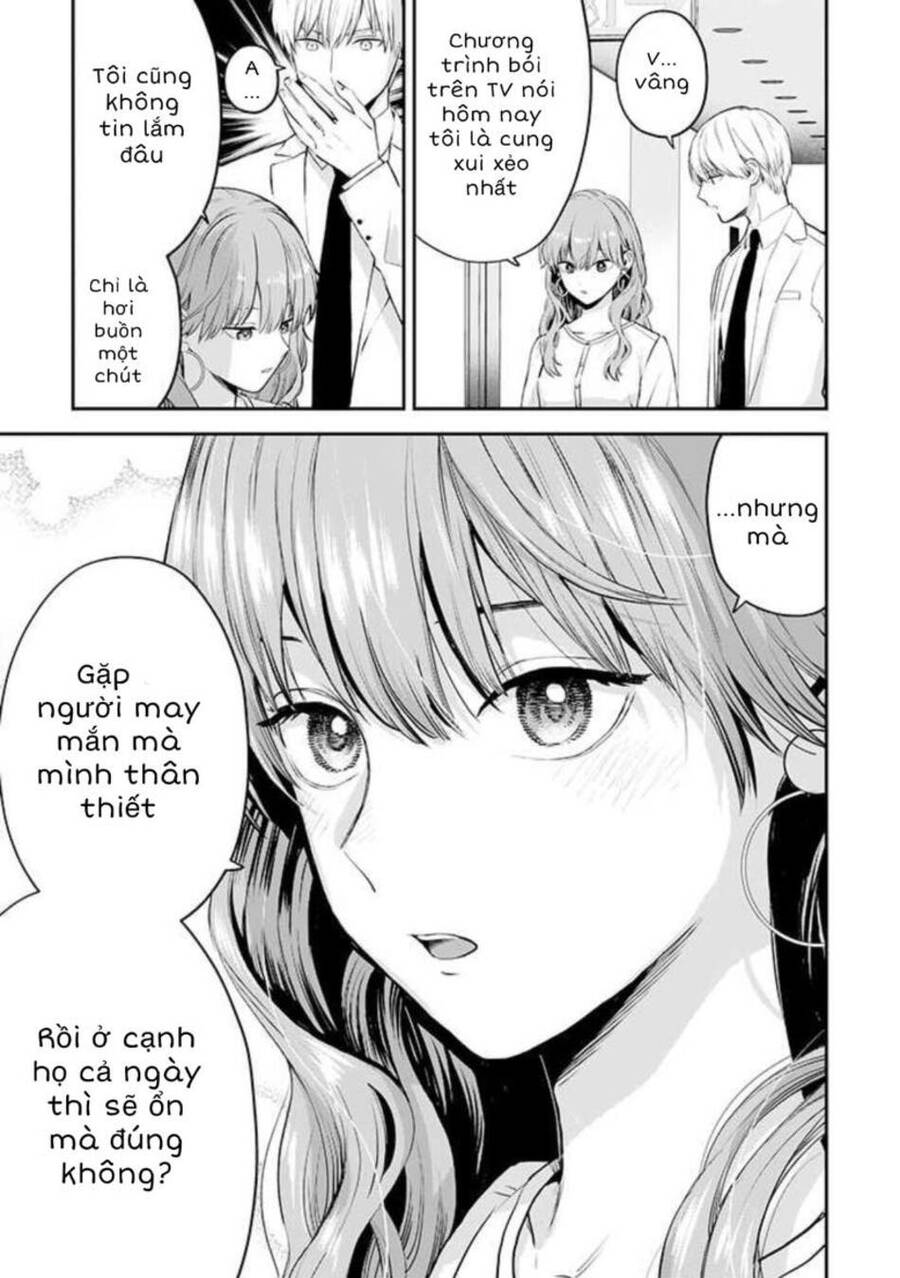 V...
vâng
Chương
trình bói
trên TV nói
hôm nay
tôi là cung
xui xẻo
nhất
A
...
Tôi cũng
không
tin lắm
đâu
Chỉ là
hơi
buồn
một
chút
...nhưng
mà
Gặp
người may
mắn mà
mình thân
thiết
Rồi ở cạnh
họ cả ngày
thì sẽ ổn
mà đúng
không?